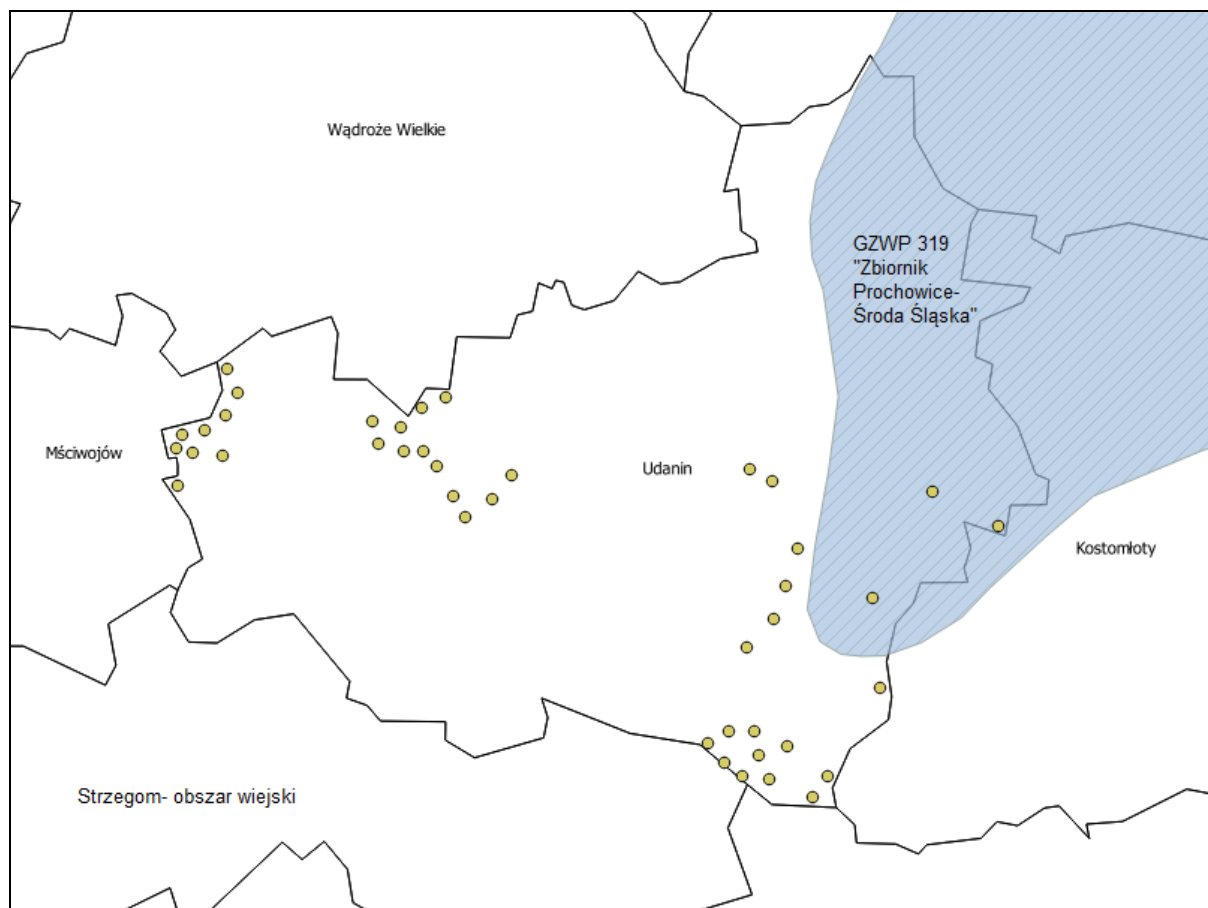 Wądroże Wielkie
GZWP 319
"Zbiornik
Prochowice-
Środa Śląska"
Mściwojów
Udanin
Kostomłoty
Strzegom- obszar wiejski